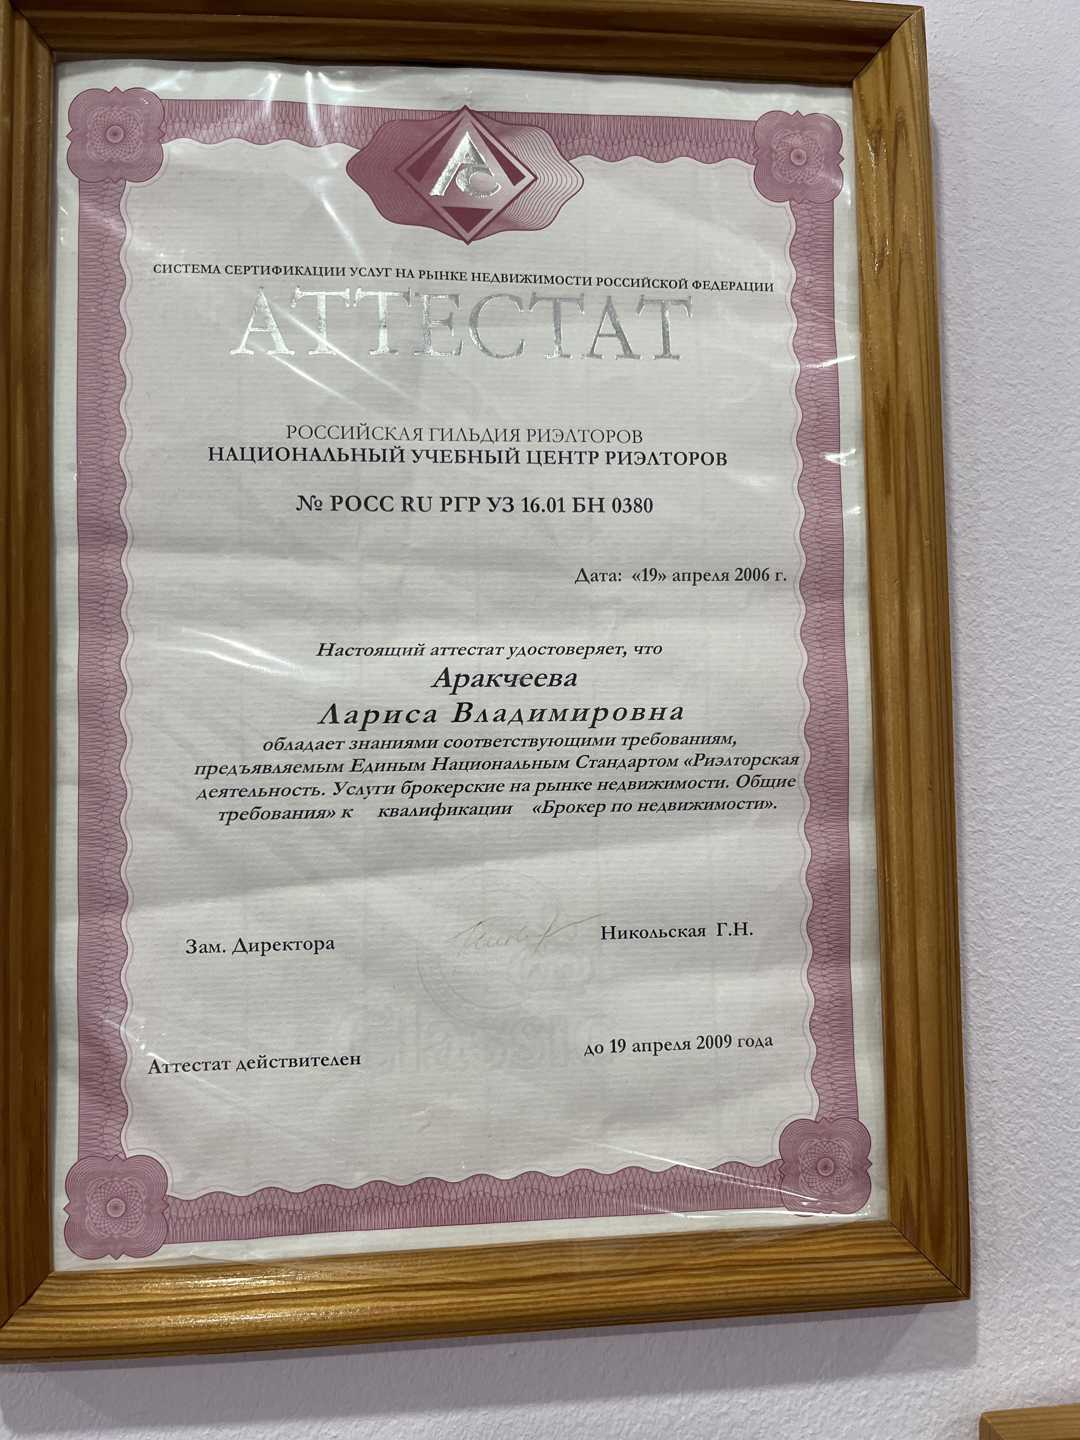 АС
СИСТЕМА СЕРТИФИКАЦИИ УСЛУГ НА РЫНКЕ НЕДВИЖИМОСТИ РОССИЙСКОЙ ФЕДЕРАЦИИ
АТТЕСТАТ
РОССИЙСКАЯ ГИЛЬДИЯ РИЭЛТОРОВ
НАЦИОНАЛЬНЫЙ УЧЕБНЫЙ ЦЕНТР РИЭЛТОРОВ
№ РОСС RU РГР УЗ 16.01 БН 0380
Дата: «19» апреля 2006 г.
Настоящий аттестат удостоверяет, что
Аракчеева
Лариса Владимировна
обладает знаниями соответствующими требованиям,
предъявляемым Единым Национальным Стандартом «Риэлторская
деятельность. Услуги брокерские на рынке недвижимости. Общие
требования» к квалификации «Брокер по недвижимости».
Зам. Директора Никольская Г.Н.
Аттестат действителен до 19 апреля 2009 года